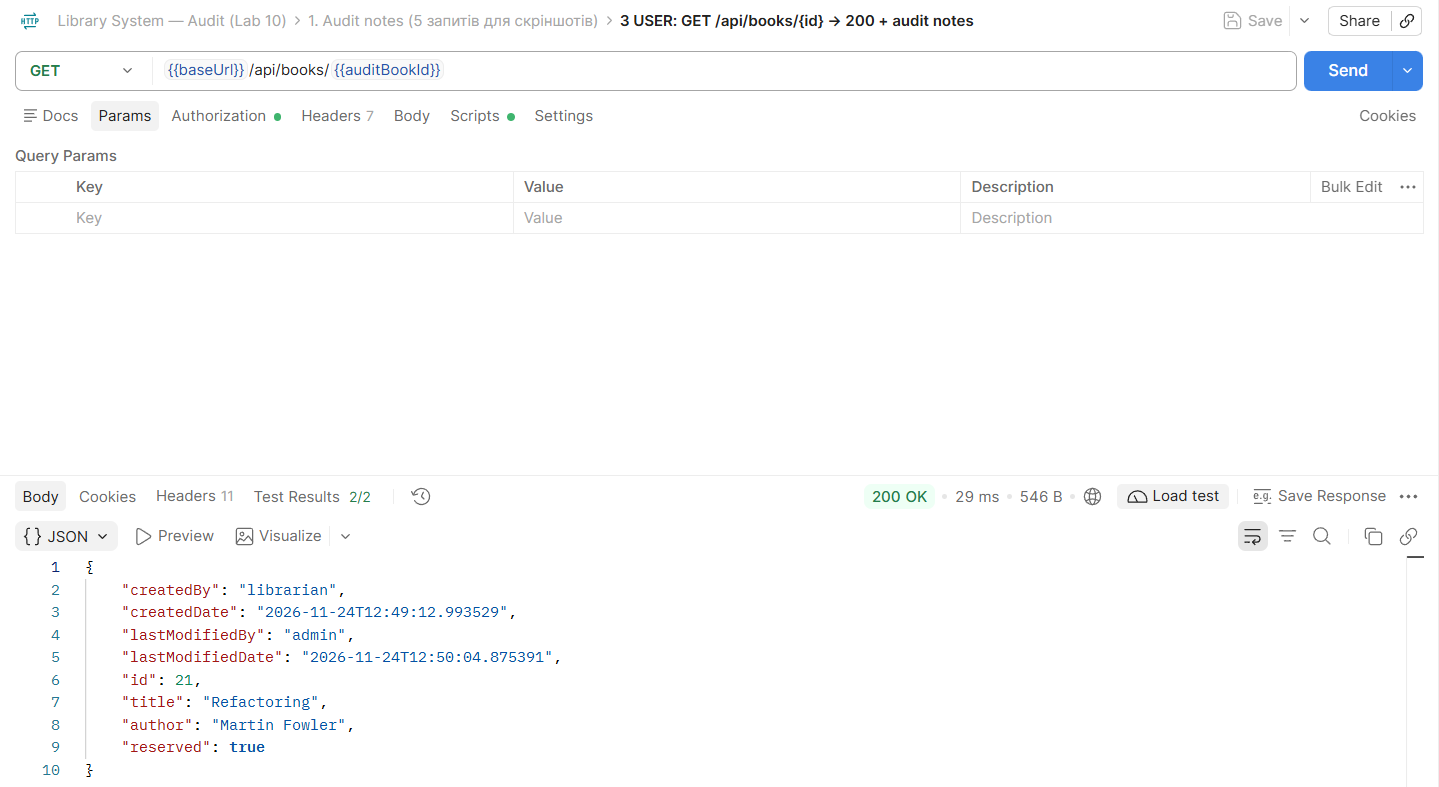 HTTP Library System — Audit (Lab 10) > 1. Audit notes (5 запитів для скріншотів) > 3 USER: GET /api/books/{id} → 200 + audit notes Save Share
GET {{baseUrl}} /api/books/ {{auditBookId}} Send
Docs Params Authorization Headers 7 Body Scripts Settings Cookies
Query Params
Key Value Description Bulk Edit
Key Value Description
Body Cookies Headers 11 Test Results 2/2 200 OK 29 ms 546 B Load test e.g. Save Response
{} JSON Preview Visualize
1 {
2 "createdBy": "librarian",
3 "createdDate": "2026-11-24T12:49:12.993529",
4 "lastModifiedBy": "admin",
5 "lastModifiedDate": "2026-11-24T12:50:04.875391",
6 "id": 21,
7 "title": "Refactoring",
8 "author": "Martin Fowler",
9 "reserved": true
10 }